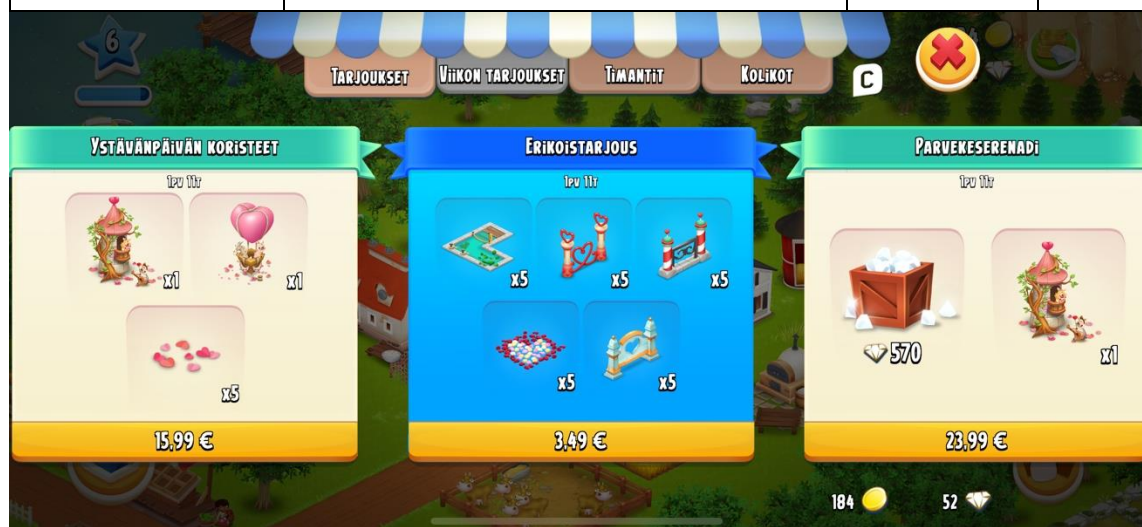 6
TARJOUKSET
VIIKON TARJOUKSET
TIMANTIT
KOLIKOT
C
YSTÄVÄNPÄIVÄN KORISTEET
1PV 11T
x1
x1
x5
15,99 €
ERIKOISTARJOUS
1PV 11T
x5
x5
x5
x5
x5
3,49 €
PARVEKESERENADI
1PV 11T
570
x1
23,99 €
184
52